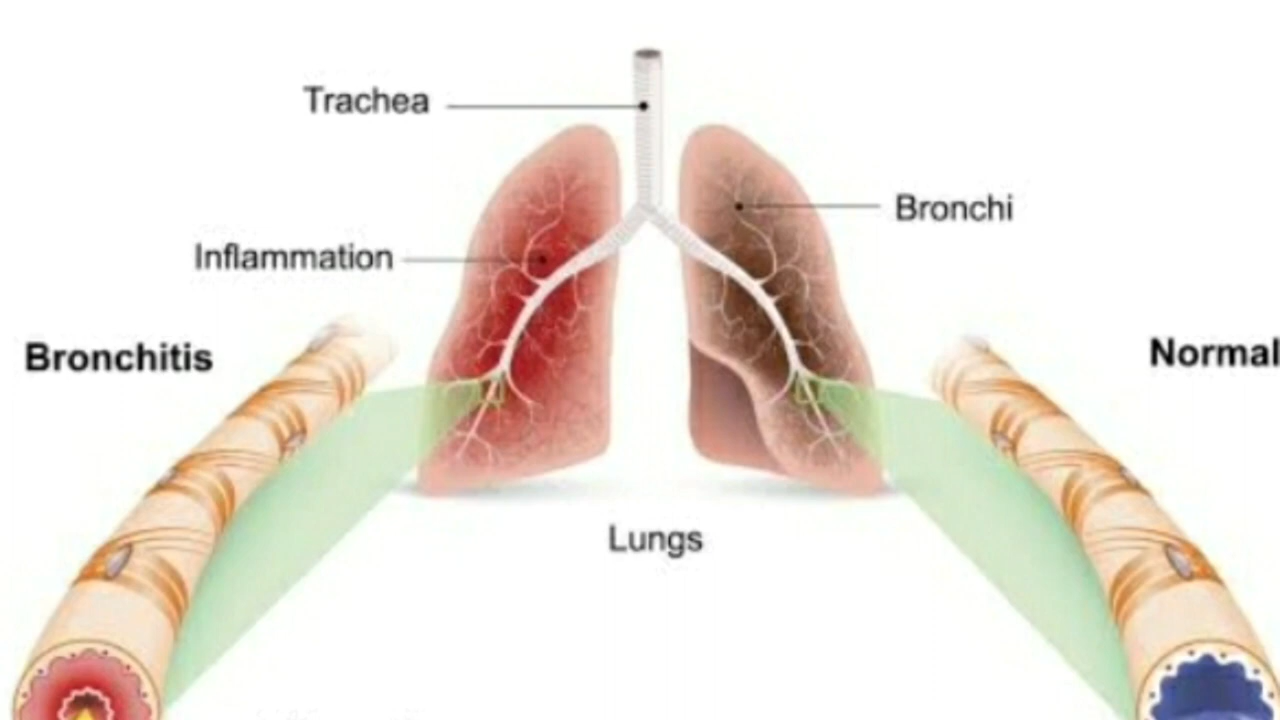 Trachea
Bronchi
Inflammation
Bronchitis
Normal
Lungs